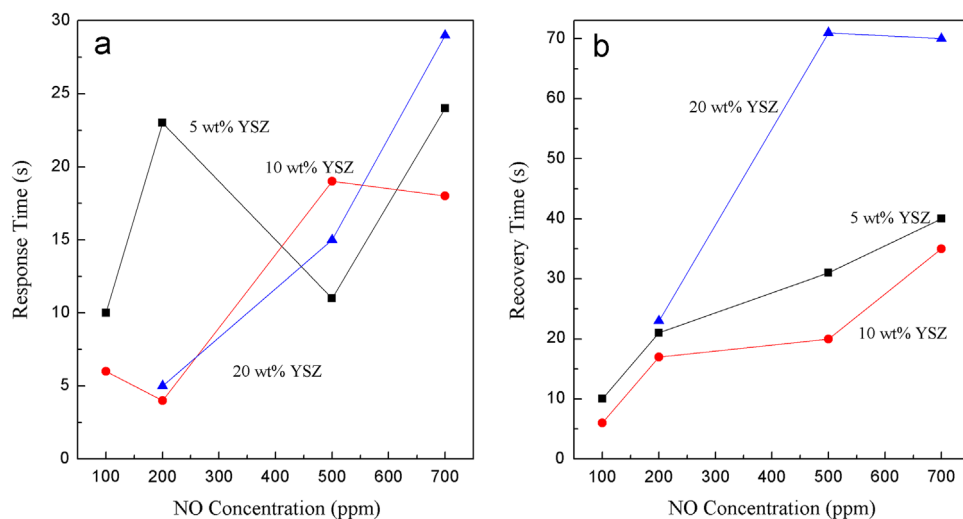 a
30
25
20
15
10
5
0
Response Time (s)
5 wt% YSZ
10 wt% YSZ
20 wt% YSZ
100 200 300 400 500 600 700
NO Concentration (ppm)
b
70
60
50
40
30
20
10
0
Recovery Time (s)
20 wt% YSZ
5 wt% YSZ
10 wt% YSZ
100 200 300 400 500 600 700
NO Concentration (ppm)